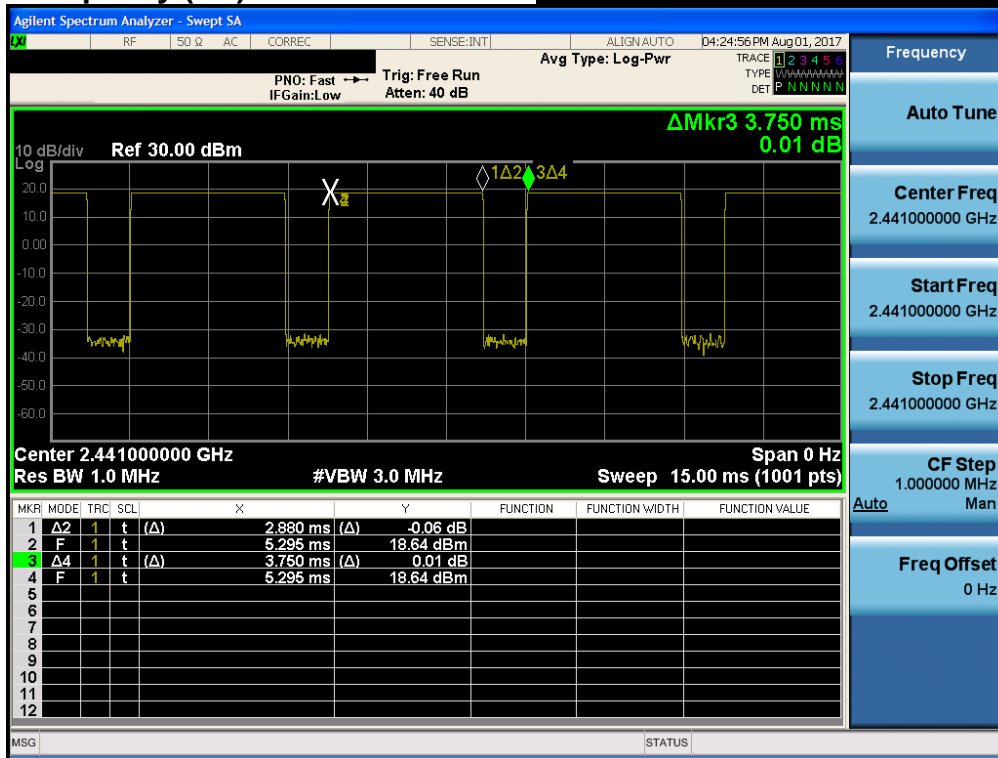 Agilent Spectrum Analyzer - Swept SA
LXI RF 50 Ω AC CORREC SENSE:INT ALIGN AUTO 04:24:56 PM Aug 01, 2017
Avg Type: Log-Pwr
TRACE 1 2 3 4 5 6
TYPE WWWWWW
DET P N N N N N
PNO: Fast
IFGain:Low
Trig: Free Run
Atten: 40 dB
ΔMkr3 3.750 ms
0.01 dB
10 dB/div Ref 30.00 dBm
Log
1Δ2 3Δ4
20.0
10.0
0.00
-10.0
-20.0
-30.0
-40.0
-50.0
-60.0
Center 2.441000000 GHz Span 0 Hz
Res BW 1.0 MHz #VBW 3.0 MHz Sweep 15.00 ms (1001 pts)
MKR MODE TRC SCL X Y FUNCTION FUNCTION WIDTH FUNCTION VALUE
1 Δ2 1 t (Δ) 2.880 ms (Δ) -0.06 dB
2 F 1 t 5.295 ms 18.64 dBm
3 Δ4 1 t (Δ) 3.750 ms (Δ) 0.01 dB
4 F 1 t 5.295 ms 18.64 dBm
5
6
7
8
9
10
11
12
MSG STATUS
Frequency
Auto Tune
Center Freq
2.441000000 GHz
Start Freq
2.441000000 GHz
Stop Freq
2.441000000 GHz
CF Step
1.000000 MHz
Auto Man
Freq Offset
0 Hz